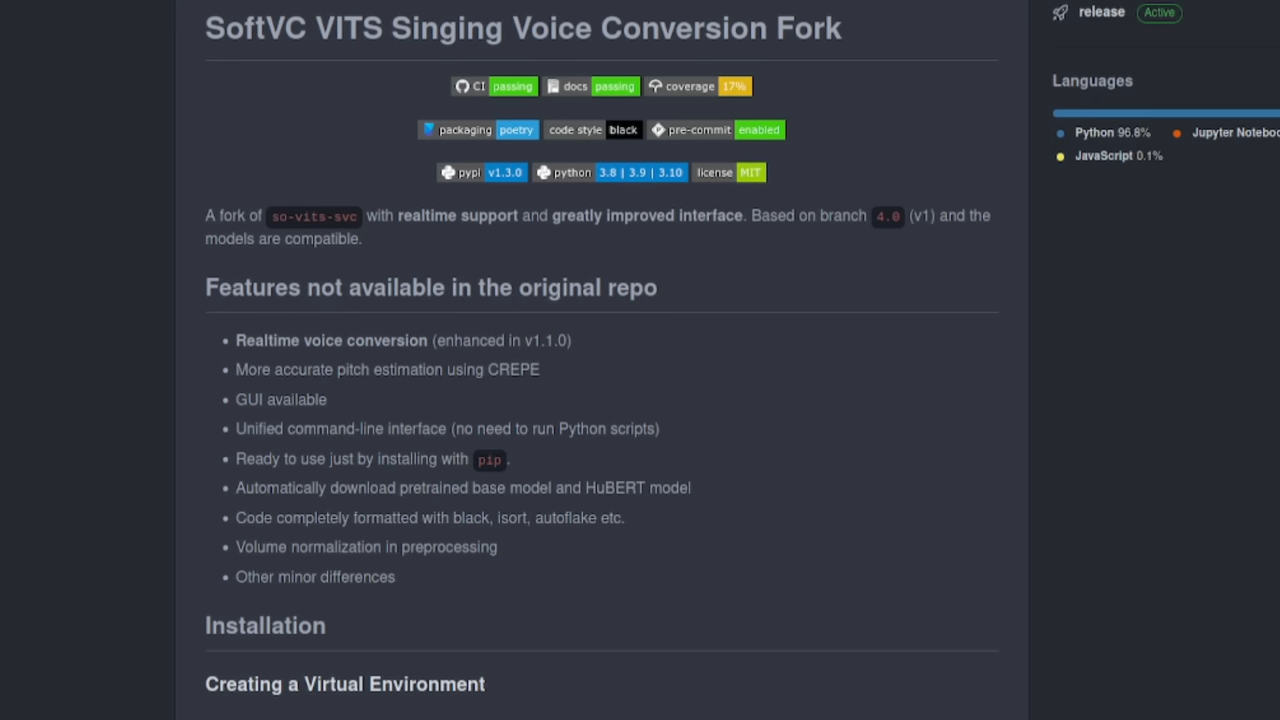 SoftVC VITS Singing Voice Conversion Fork
CI passing docs passing coverage 17%
packaging poetry code style black pre-commit enabled
pypi v1.3.0 python 3.8 | 3.9 | 3.10 license MIT
A fork of so-vits-svc with realtime support and greatly improved interface. Based on branch 4.0 (v1) and the
models are compatible.
Features not available in the original repo
• Realtime voice conversion (enhanced in v1.1.0)
• More accurate pitch estimation using CREPE
• GUI available
• Unified command-line interface (no need to run Python scripts)
• Ready to use just by installing with pip.
• Automatically download pretrained base model and HuBERT model
• Code completely formatted with black, isort, autoflake etc.
• Volume normalization in preprocessing
• Other minor differences
Installation
Creating a Virtual Environment
release Active
Languages
Python 96.8% Jupyter Noteboo
JavaScript 0.1%